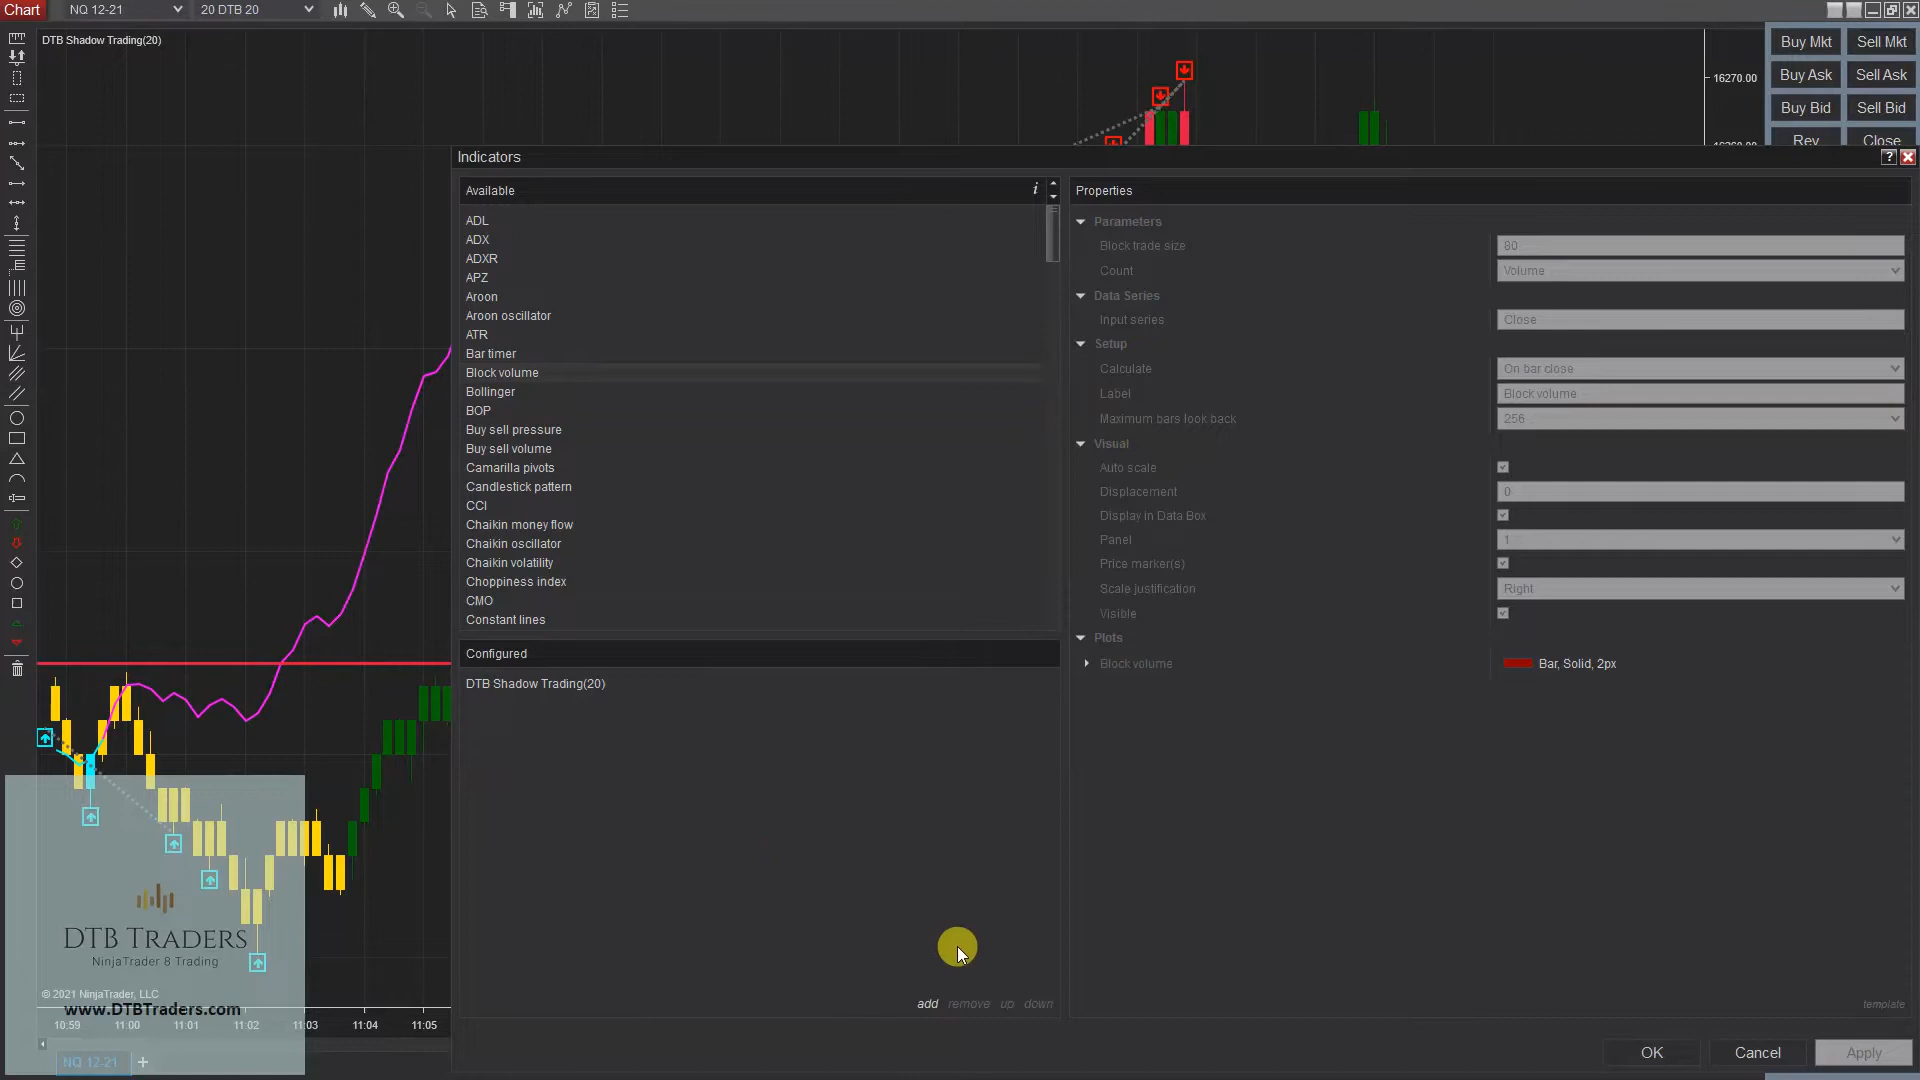 Chart NQ 12-21 20 DTB 20
DTB Shadow Trading(20)
16270.00
Buy Mkt Sell Mkt
Buy Ask Sell Ask
Buy Bid Sell Bid
Rev Close
Indicators
?
Available i
ADL
ADX
ADXR
APZ
Aroon
Aroon oscillator
ATR
Bar timer
Block volume
Bollinger
BOP
Buy sell pressure
Buy sell volume
Camarilla pivots
Candlestick pattern
CCI
Chaikin money flow
Chaikin oscillator
Chaikin volatility
Choppiness index
CMO
Constant lines
Configured
DTB Shadow Trading(20)
add remove up down
Properties
Parameters
Block trade size 80
Count Volume
Data Series
Input series Close
Setup
Calculate On bar close
Label Block volume
Maximum bars look back 256
Visual
Auto scale
Displacement 0
Display in Data Box
Panel 1
Price marker(s)
Scale justification Right
Visible
Plots
Block volume Bar, Solid, 2px
template
OK Cancel Apply
DTB TRADERS
NinjaTrader 8 Trading
© 2021 NinjaTrader, LLC
www.DTBTraders.com
10:59 11:00 11:01 11:02 11:03 11:04 11:05
NQ 12-21 +